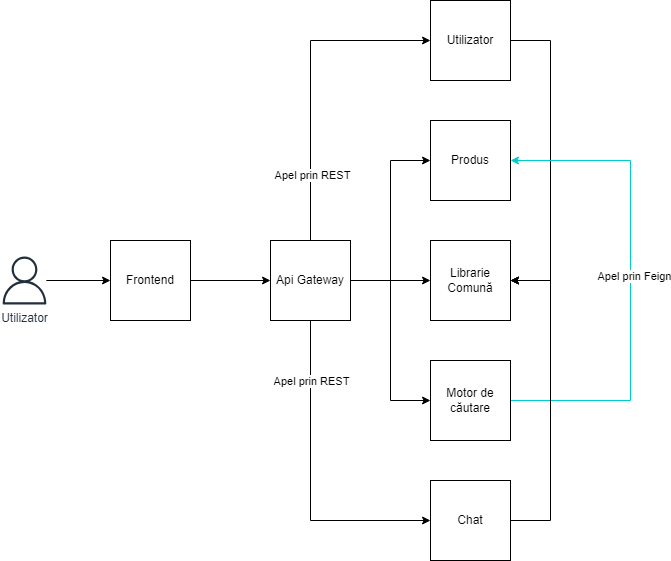 Utilizator
Produs
Apel prin REST
Utilizator
Frontend
Api Gateway
Librarie
Comună
Apel prin Feign
Apel prin REST
Motor de
căutare
Chat